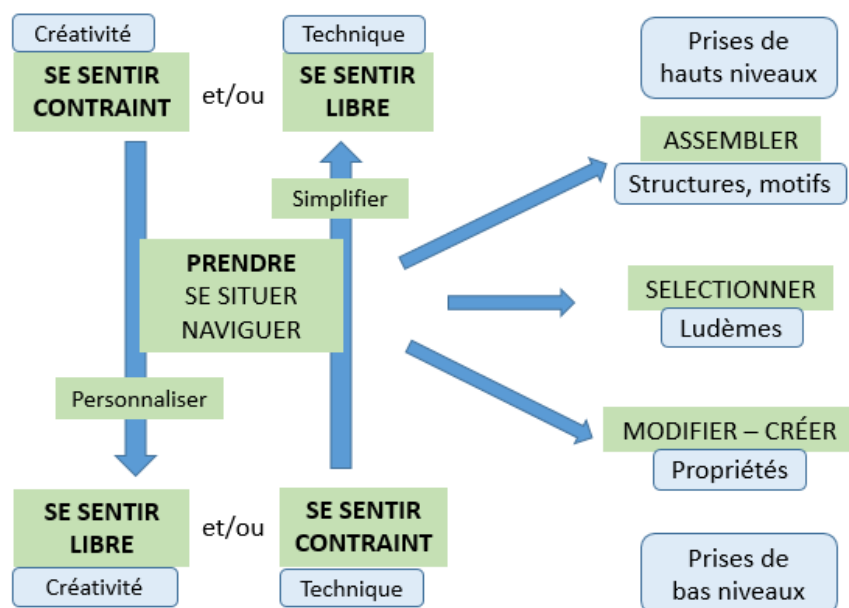 Créativité
SE SENTIR
CONTRAINT
et/ou
Technique
SE SENTIR
LIBRE
Simplifier
PRENDRE
SE SITUER
NAVIGUER
Personnaliser
SE SENTIR
LIBRE
Créativité
et/ou
SE SENTIR
CONTRAINT
Technique
Prises de
hauts niveaux
ASSEMBLER
Structures, motifs
SELECTIONNER
Ludèmes
MODIFIER – CRÉER
Propriétés
Prises de
bas niveaux